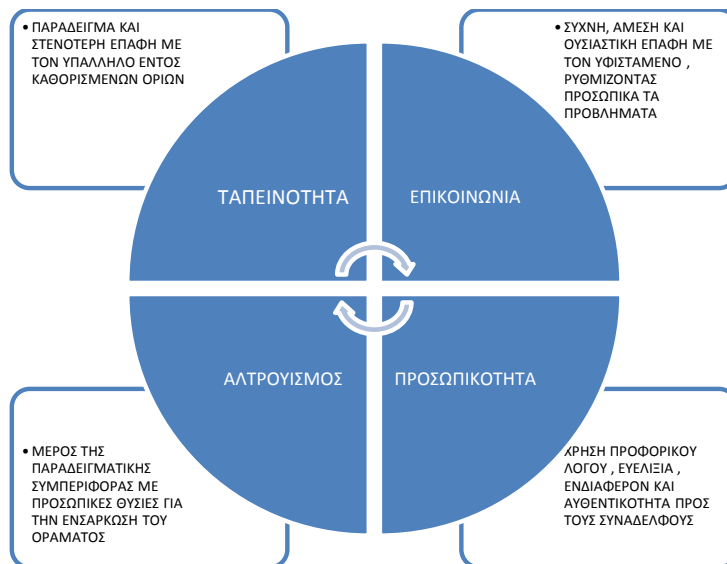 • ΠΑΡΑΔΕΙΓΜΑ ΚΑΙ
ΣΤΕΝΟΤΕΡΗ ΕΠΑΦΗ ΜΕ
ΤΟΝ ΥΠΑΛΛΗΛΟ ΕΝΤΟΣ
ΚΑΘΟΡΙΣΜΕΝΩΝ ΟΡΙΩΝ
• ΣΥΧΝΗ, ΑΜΕΣΗ ΚΑΙ
ΟΥΣΙΑΣΤΙΚΗ ΕΠΑΦΗ ΜΕ
ΤΟΝ ΥΦΙΣΤΑΜΕΝΟ ,
ΡΥΘΜΙΖΟΝΤΑΣ
ΠΡΟΣΩΠΙΚΑ ΤΑ
ΠΡΟΒΛΗΜΑΤΑ
ΤΑΠΕΙΝΟΤΗΤΑ
ΕΠΙΚΟΙΝΩΝΙΑ
ΑΛΤΡΟΥΙΣΜΟΣ
ΠΡΟΣΩΠΙΚΟΤΗΤΑ
• ΜΕΡΟΣ ΤΗΣ
ΠΑΡΑΔΕΙΓΜΑΤΙΚΗΣ
ΣΥΜΠΕΡΙΦΟΡΑΣ ΜΕ
ΠΡΟΣΩΠΙΚΕΣ ΘΥΣΙΕΣ ΓΙΑ
ΤΗΝ ΕΝΣΑΡΚΩΣΗ ΤΟΥ
ΟΡΑΜΑΤΟΣ
ΧΡΗΣΗ ΠΡΟΦΟΡΙΚΟΥ
ΛΟΓΟΥ , ΕΥΕΛΙΞΙΑ ,
ΕΝΔΙΑΦΕΡΟΝ ΚΑΙ
ΑΥΘΕΝΤΙΚΟΤΗΤΑ ΠΡΟΣ
ΤΟΥΣ ΣΥΝΑΔΕΛΦΟΥΣ